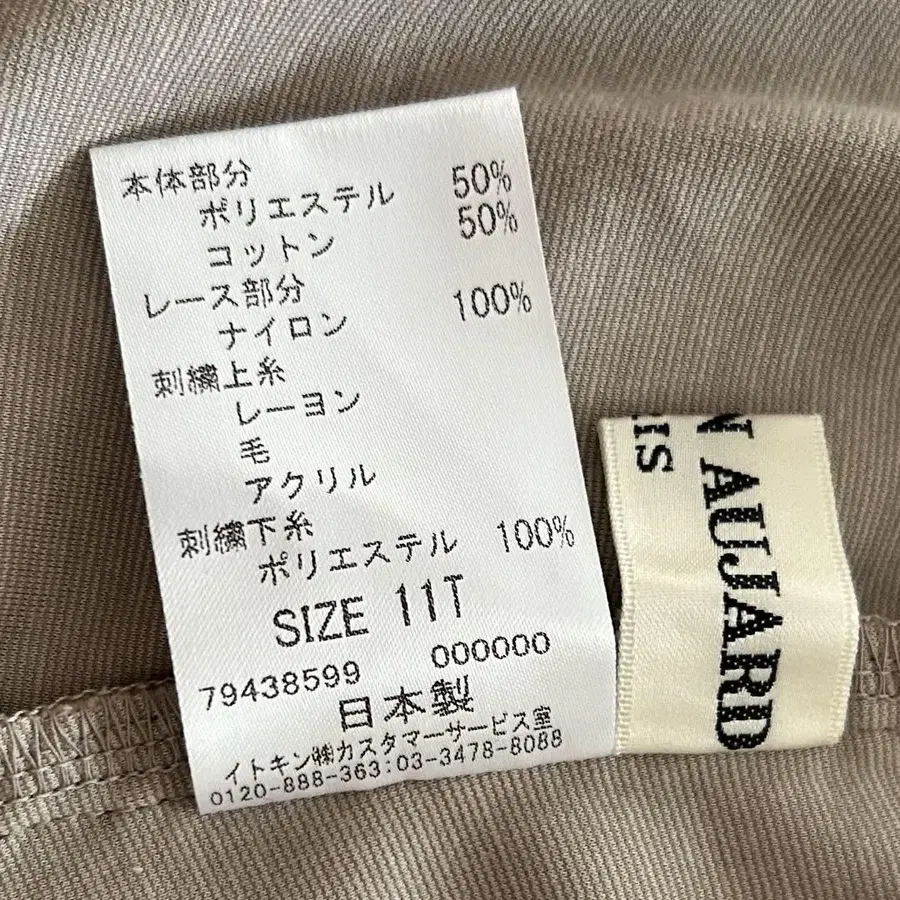 本体部分
ポリエステル 50%
コットン 50%
レース部分
ナイロン 100%
刺繍上糸
レーヨン
毛
アクリル
刺繍下糸
ポリエステル 100%
SIZE 11T
79438599 000000
日本製
イトキン㈱カスタマーサービス室
0120-888-363:03-3478-8088
N AUJARD
RIS